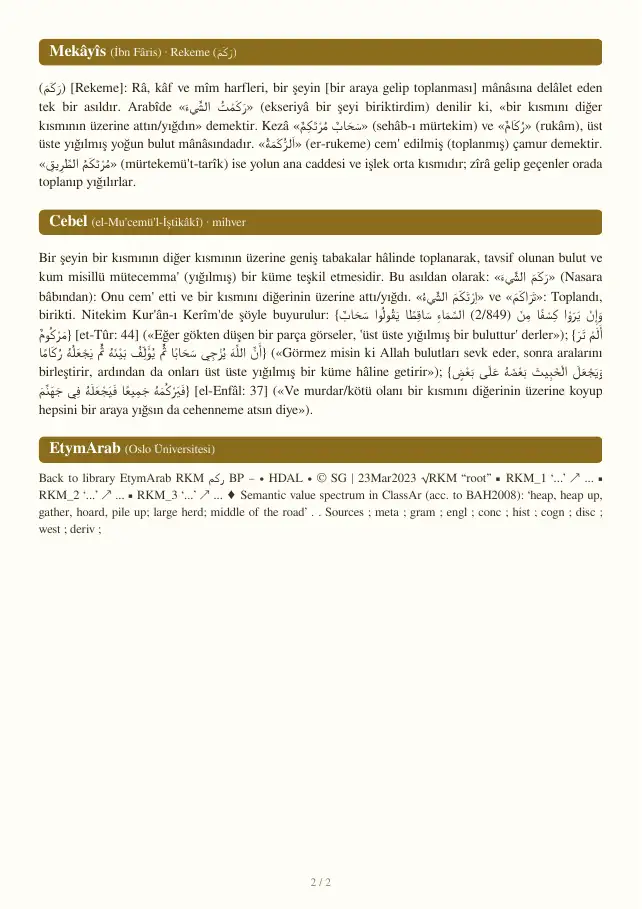 Mekâyîs (İbn Fâris) · Rekeme (رَكَمَ)
(رَكَمَ) [Rekeme]: Râ, kâf ve mîm harfleri, bir şeyin [bir araya gelip toplanması] mânâsına delâlet eden
tek bir asıldır. Arabîde «رَكَمْتُ الشَّيْءَ» (ekseriyâ bir şeyi biriktirdim) denilir ki, «bir kısmını diğer
kısmının üzerine attın/yığdın» demektir. Kezâ «سَحَابٌ مُرْتَكِمٌ» (sehâb-ı mürtekim) ve «رُكَامٌ» (rukâm), üst
üste yığılmış yoğun bulut mânâsındadır. «اَلرُّكْمَةُ» (er-rukeme) cem' edilmiş (toplanmış) çamur demektir.
«مُرْتَكَمُ الطَّرِيقِ» (mürtekemü't-tarîk) ise yolun ana caddesi ve işlek orta kısmıdır; zîrâ gelip geçenler orada
toplanıp yığılırlar.
Cebel (el-Mu'cemü'l-İştikâkî) · mihver
Bir şeyin bir kısmının diğer kısmının üzerine geniş tabakalar hâlinde toplanarak, tavsif olunan bulut ve
kum misillü mütecemma' (yığılmış) bir küme teşkil etmesidir. Bu asıldan olarak: «رَكَمَ الشَّيْءَ» (Nasara
bâbından): Onu cem' etti ve bir kısmını diğerinin üzerine attı/yığdı. «اِرْتَكَمَ الشَّيْءُ» ve «تَرَاكَمَ»: Toplandı,
birikti. Nitekim Kur'ân-ı Kerîm'de şöyle buyurulur: {وَإِنْ يَرَوْا كِسْفًا مِنَ (2/849) السَّمَاءِ سَاقِطًا يَقُولُوا سَحَابٌ
مَرْكُومٌ} [et-Tûr: 44] («Eğer gökten düşen bir parça görseler, 'üst üste yığılmış bir buluttur' derler»); {أَلَمْ تَرَ
أَنَّ اللَّهَ يُزْجِي سَحَابًا ثُمَّ يُؤَلِّفُ بَيْنَهُ ثُمَّ يَجْعَلُهُ رُكَامًا} («Görmez misin ki Allah bulutları sevk eder, sonra aralarını
birleştirir, ardından da onları üst üste yığılmış bir küme hâline getirir»); {وَيَجْعَلَ الْخَبِيثَ بَعْضَهُ عَلَى بَعْضٍ
فَيَرْكُمَهُ جَمِيعًا فَيَجْعَلَهُ فِي جَهَنَّمَ} [el-Enfâl: 37] («Ve murdar/kötü olanı bir kısmını diğerinin üzerine koyup
hepsini bir araya yığsın da cehenneme atsın diye»).
EtymArab (Oslo Üniversitesi)
Back to library EtymArab RKM ركم BP – • HDAL • © SG | 23Mar2023 √RKM “root” ▪ RKM_1 ‘...’ ↗ ... ▪
RKM_2 ‘...’ ↗ ... ▪ RKM_3 ‘...’ ↗ ... ♦ Semantic value spectrum in ClassAr (acc. to BAH2008): ‘heap, heap up,
gather, hoard, pile up; large herd; middle of the road’ . . Sources ; meta ; gram ; engl ; conc ; hist ; cogn ; disc ;
west ; deriv ;
2 / 2